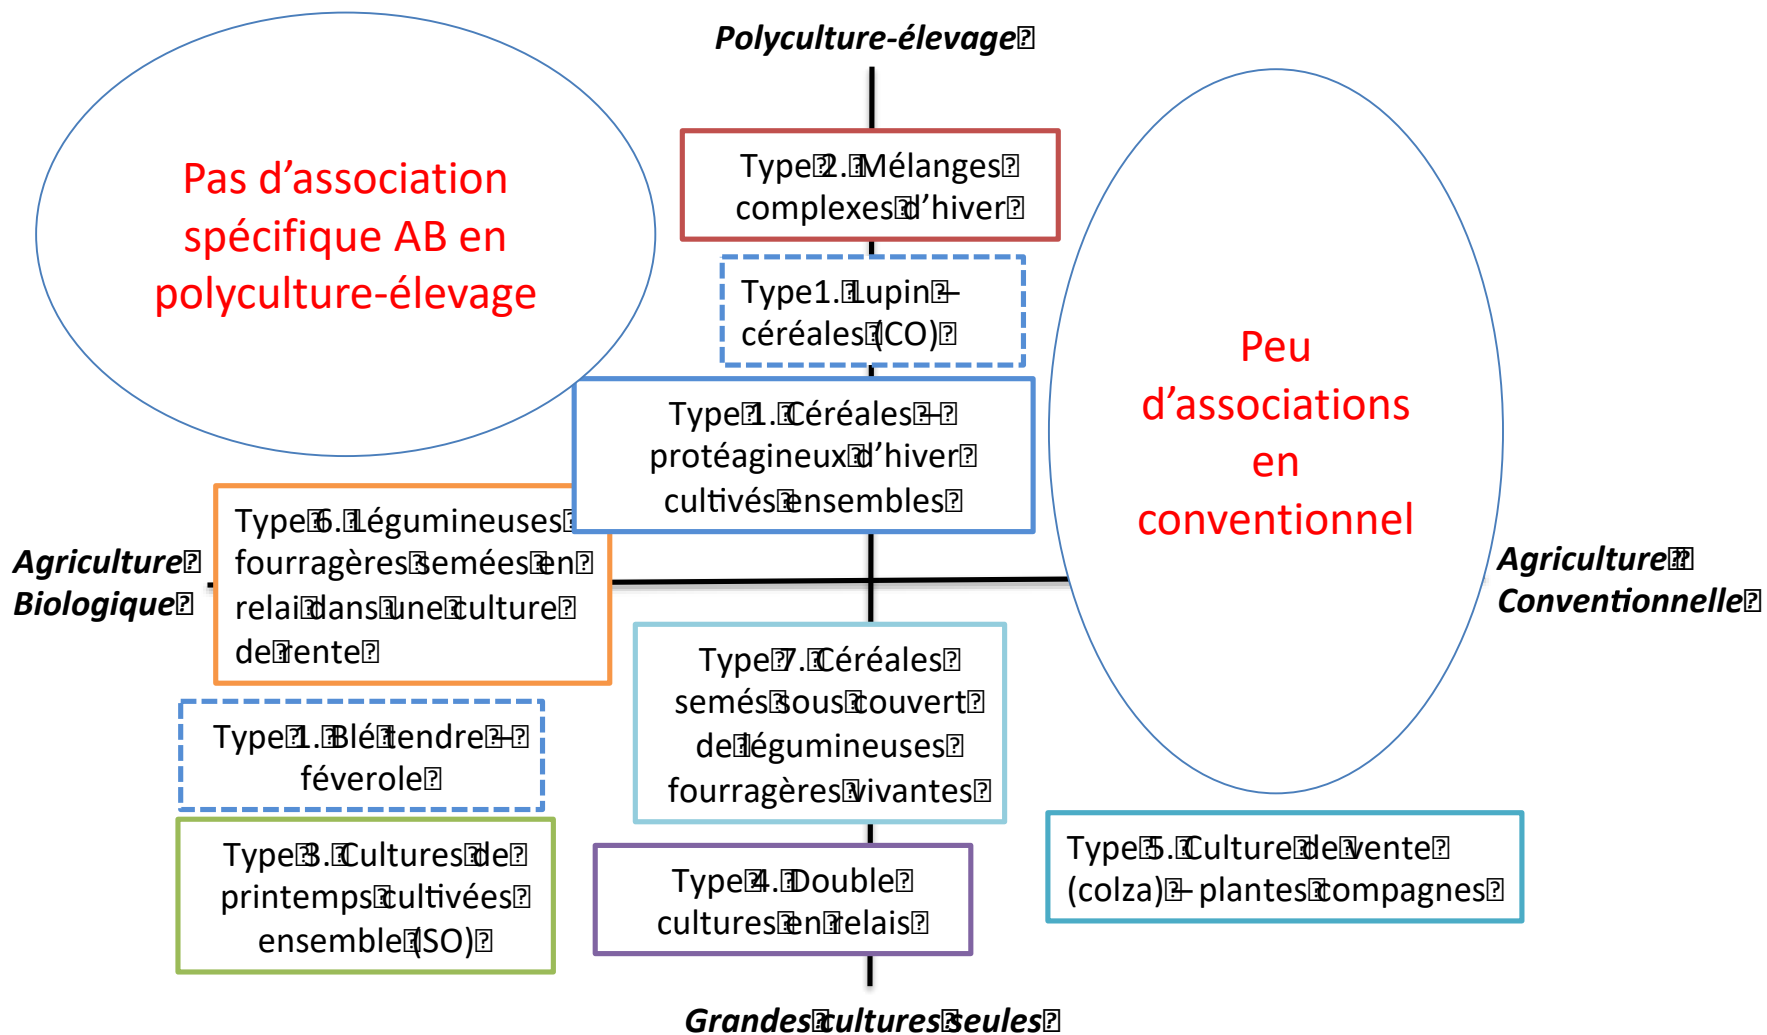 Polyculture-élevage
Pas d'association
spécifique AB en
polyculture-élevage
Type 2. Mélanges
complexes d'hiver
Type1. Lupin –
céréales (CO)
Type 1. Céréales –
protéagineux d'hiver
cultivés ensembles
Peu
d'associations
en
conventionnel
Agriculture
Biologique
Type 6. Légumineuses
fourragères semées en
relai dans une culture
de rente
Agriculture
Conventionnelle
Type 7. Céréales
semés sous couvert
de légumineuses
fourragères vivantes
Type 1. Blé tendre –
féverole
Type 3. Cultures de
printemps cultivées
ensemble (SO)
Type 4. Double
cultures en relais
Type 5. Culture de vente
(colza) – plantes compagnes
Grandes cultures seules